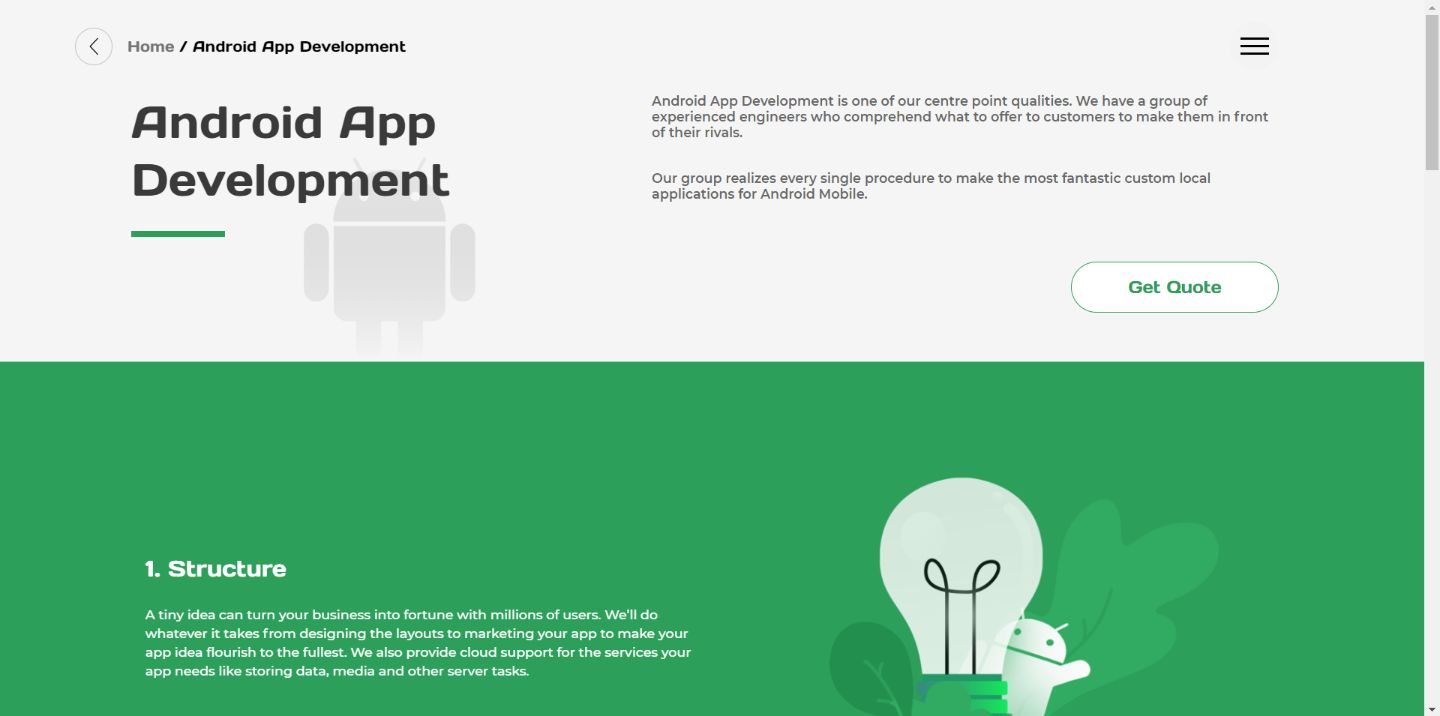 Home / Android App Development
Android App
Development
Android App Development is one of our centre point qualities. We have a group of
experienced engineers who comprehend what to offer to customers to make them in front
of their rivals.
Our group realizes every single procedure to make the most fantastic custom local
applications for Android Mobile.
Get Quote
1. Structure
A tiny idea can turn your business into fortune with millions of users. We'll do
whatever it takes from designing the layouts to marketing your app to make your
app idea flourish to the fullest. We also provide cloud support for the services your
app needs like storing data, media and other server tasks.